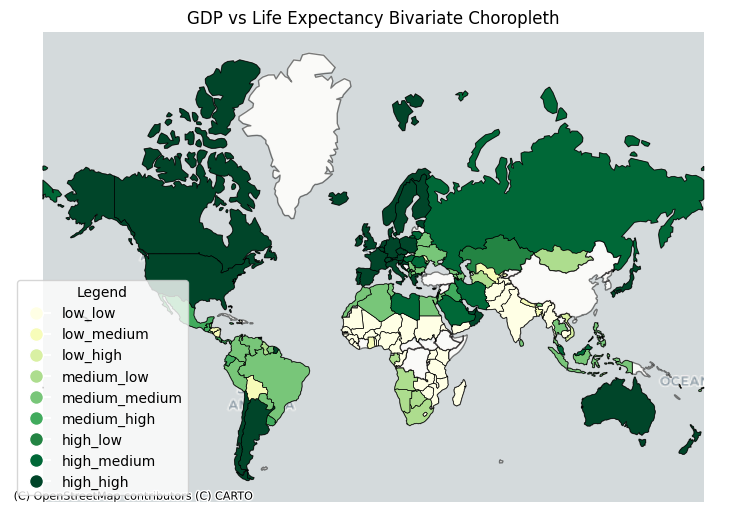 GDP vs Life Expectancy Bivariate Choropleth
Legend
low_low
low_medium
low_high
medium_low
medium_medium
medium_high
high_low
high_medium
high_high
OCEAN
(C) OpenStreetMap contributors (C) CARTO